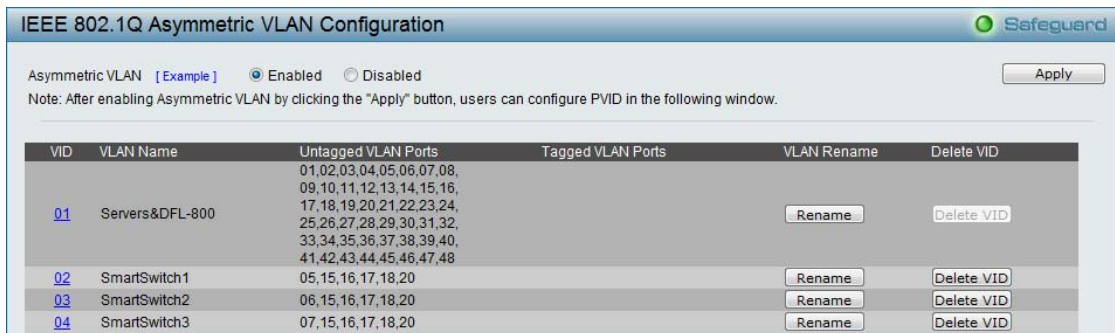 IEEE 802.1Q Asymmetric VLAN Configuration
Safeguard
Asymmetric VLAN [ Example ] Enabled Disabled
Apply
Note: After enabling Asymmetric VLAN by clicking the "Apply" button, users can configure PVID in the following window.
VID VLAN Name Untagged VLAN Ports Tagged VLAN Ports VLAN Rename Delete VID
01,02,03,04,05,06,07,08,
09,10,11,12,13,14,15,16,
17,18,19,20,21,22,23,24,
01 Servers&DFL-800 Rename Delete VID
25,26,27,28,29,30,31,32,
33,34,35,36,37,38,39,40,
41,42,43,44,45,46,47,48
02 SmartSwitch1 05,15,16,17,18,20 Rename Delete VID
03 SmartSwitch2 06,15,16,17,18,20 Rename Delete VID
04 SmartSwitch3 07,15,16,17,18,20 Rename Delete VID